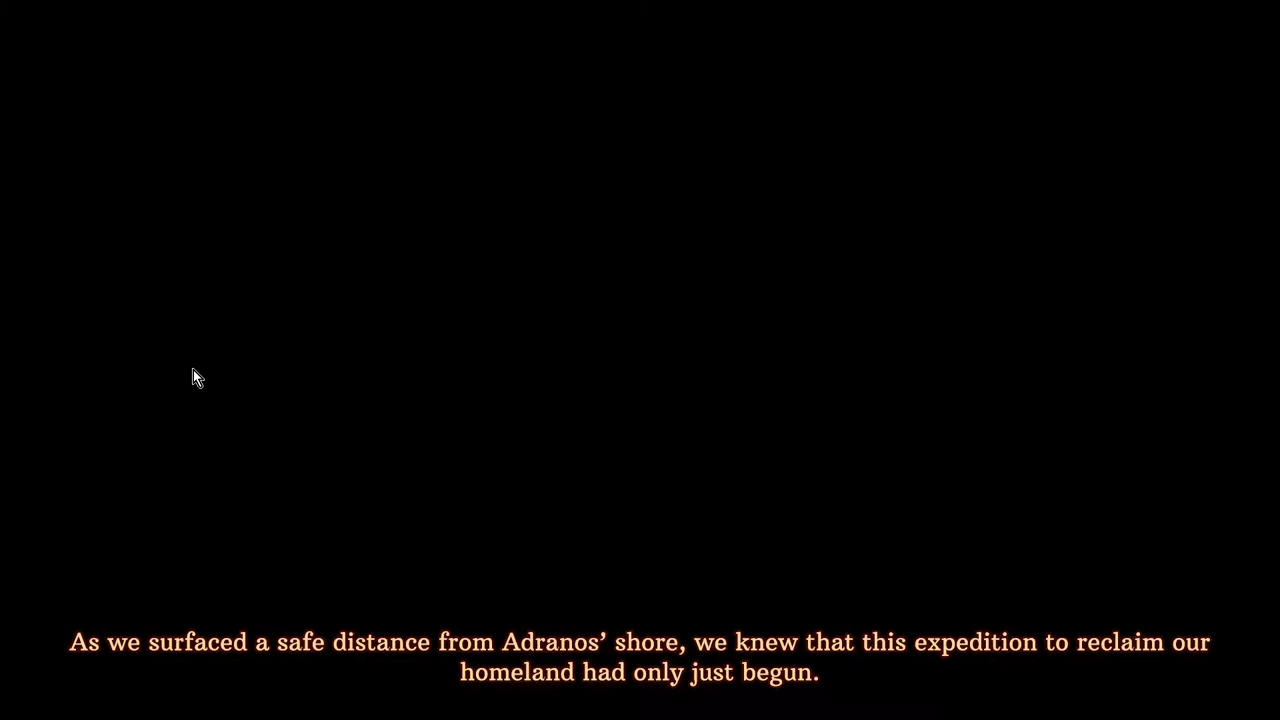 As we surfaced a safe distance from Adranos’ shore, we knew that this expedition to reclaim our
homeland had only just begun.